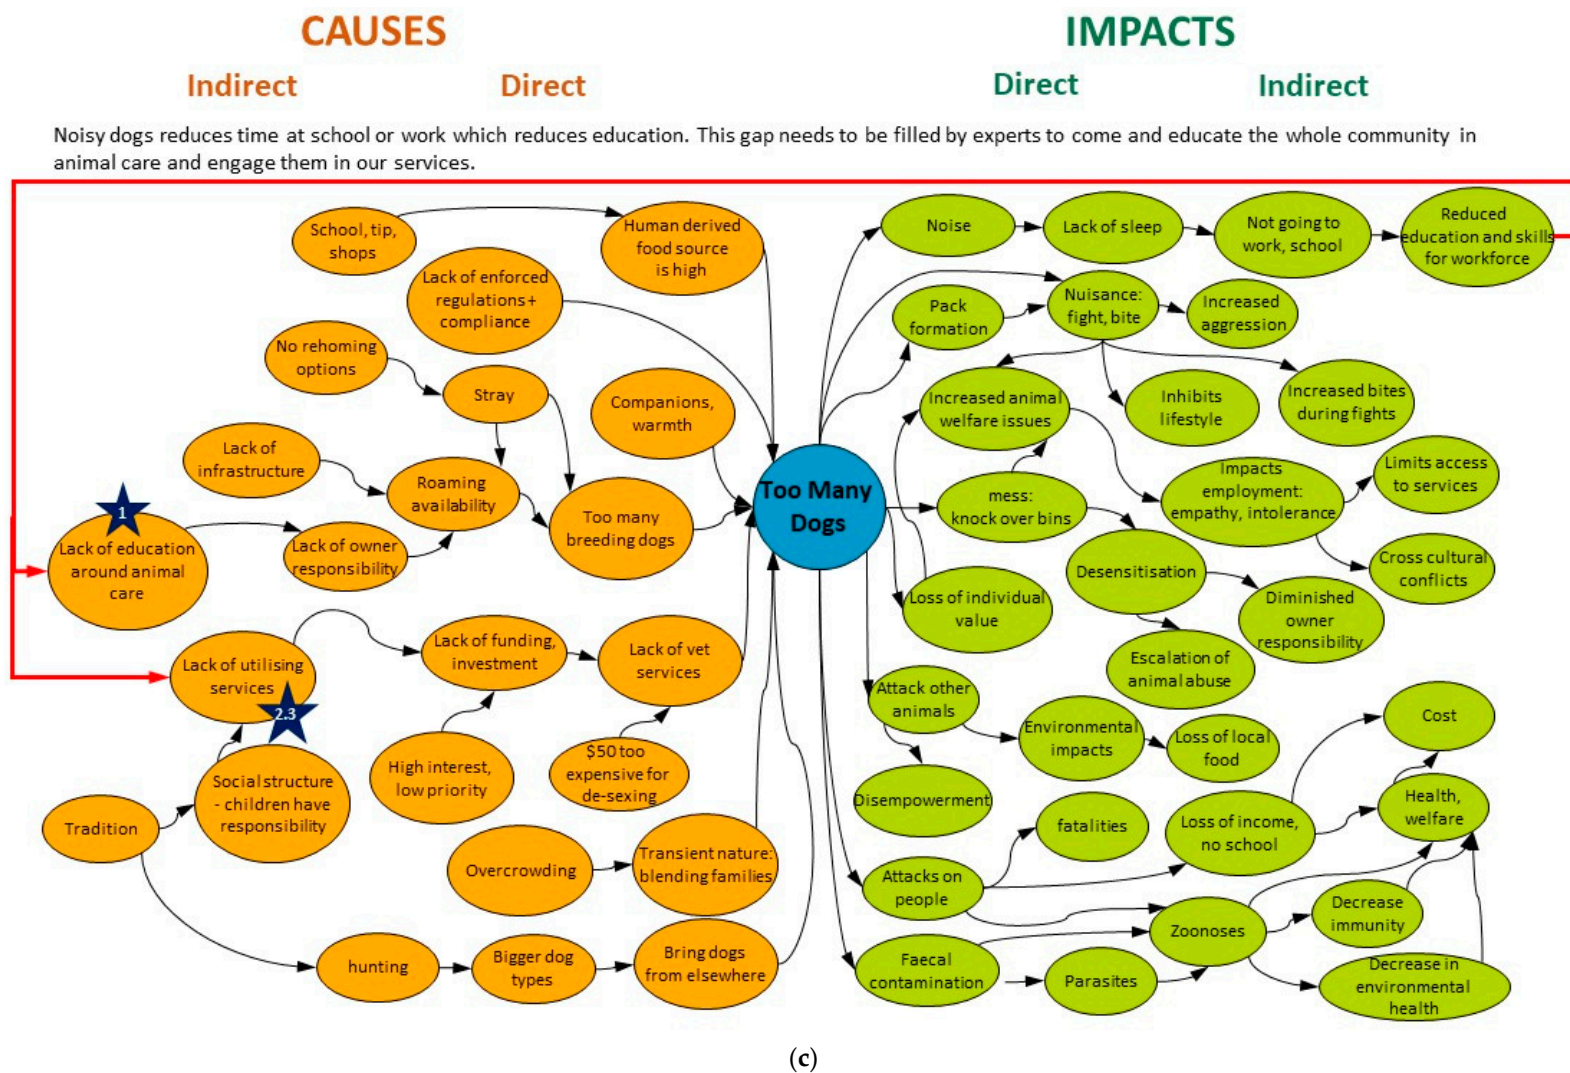 CAUSES
IMPACTS
Indirect
Direct
Direct
Indirect
Noisy dogs reduces time at school or work which reduces education. This gap needs to be filled by experts to come and educate the whole community in
animal care and engage them in our services.
School, tip,
shops
Human derived
food source
is high
Lack of enforced
regulations +
compliance
No rehoming
options
Stray
Companions,
warmth
Lack of
infrastructure
Roaming
availability
Too many
breeding dogs
1
Lack of education
around animal
care
Lack of owner
responsibility
Lack of utilising
services
2.3
Lack of funding,
investment
Lack of vet
services
High interest,
low priority
$50 too
expensive for
de-sexing
Social structure
- children have
responsibility
Tradition
Overcrowding
Transient nature:
blending families
hunting
Bigger dog
types
Bring dogs
from elsewhere
Too Many
Dogs
Noise
Lack of sleep
Not going to
work, school
Reduced
education and skills
for workforce
Pack
formation
Nuisance:
fight, bite
Increased
aggression
Increased animal
welfare issues
Inhibits
lifestyle
Increased bites
during fights
mess:
knock over bins
Impacts
employment:
empathy, intolerance
Limits access
to services
Cross cultural
conflicts
Desensitisation
Loss of individual
value
Diminished
owner
responsibility
Escalation of
animal abuse
Attack other
animals
Environmental
impacts
Loss of local
food
Cost
Disempowerment
fatalities
Loss of income,
no school
Health,
welfare
Attacks on
people
Zoonoses
Decrease
immunity
Faecal
contamination
Parasites
Decrease in
environmental
health
(c)